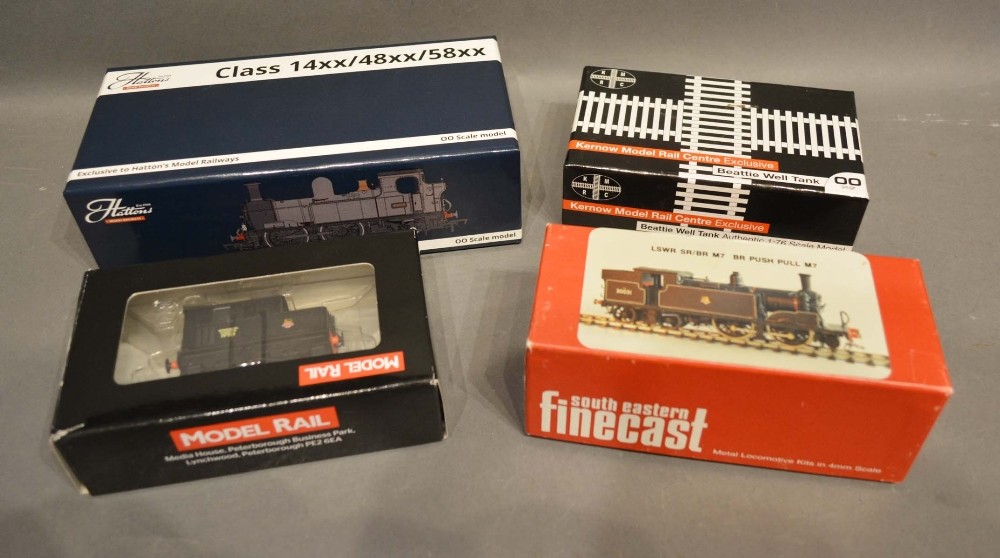 Hattons
Class 14xx/48xx/58xx
Exclusive to Hatton's Model Railways
OO Scale model
Hattons
OO Scale model
K M
R C
Kernow Model Rail Centre Exclusive
Beattie Well Tank
OO
K M
R C
Kernow Model Rail Centre Exclusive
Beattie Well Tank Authentic 1:76 Scale Model
MODEL RAIL
MODEL RAIL
Media House, Peterborough Business Park,
Lynchwood, Peterborough PE2 6EA
LSWR SR/BR M7 BR PUSH PULL M7
south eastern
finecast
Metal Locomotive Kits in 4mm Scale